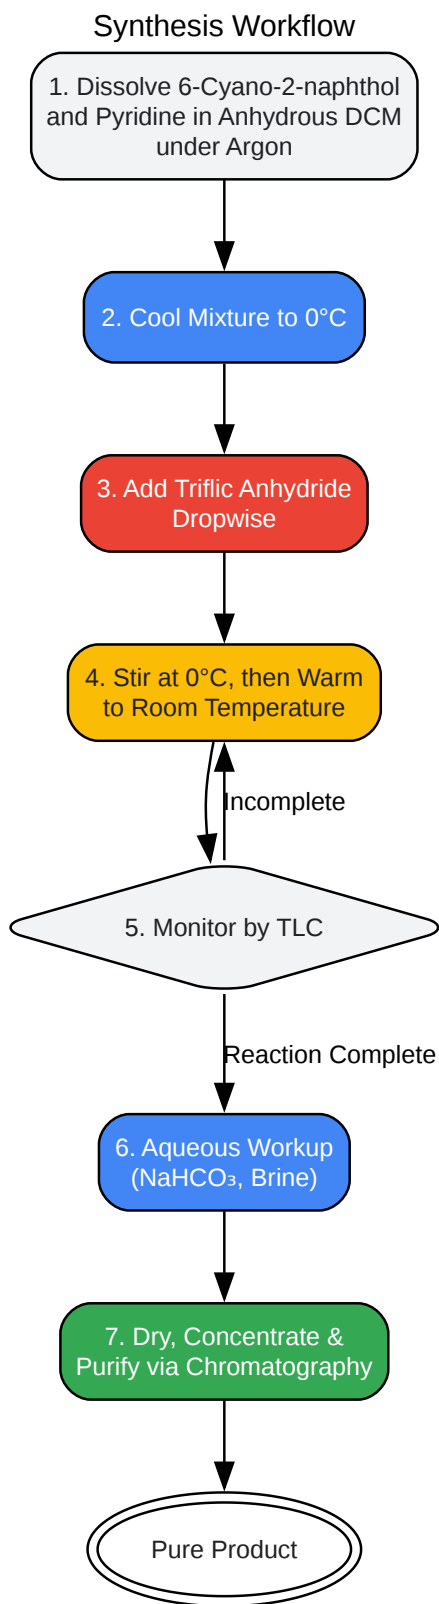 Synthesis Workflow
1. Dissolve 6-Cyano-2-naphthol
and Pyridine in Anhydrous DCM
under Argon
2. Cool Mixture to 0°C
3. Add Triflic Anhydride
Dropwise
4. Stir at 0°C, then Warm
to Room Temperature
Incomplete
5. Monitor by TLC
Reaction Complete
6. Aqueous Workup
(NaHCO₃, Brine)
7. Dry, Concentrate &
Purify via Chromatography
Pure Product